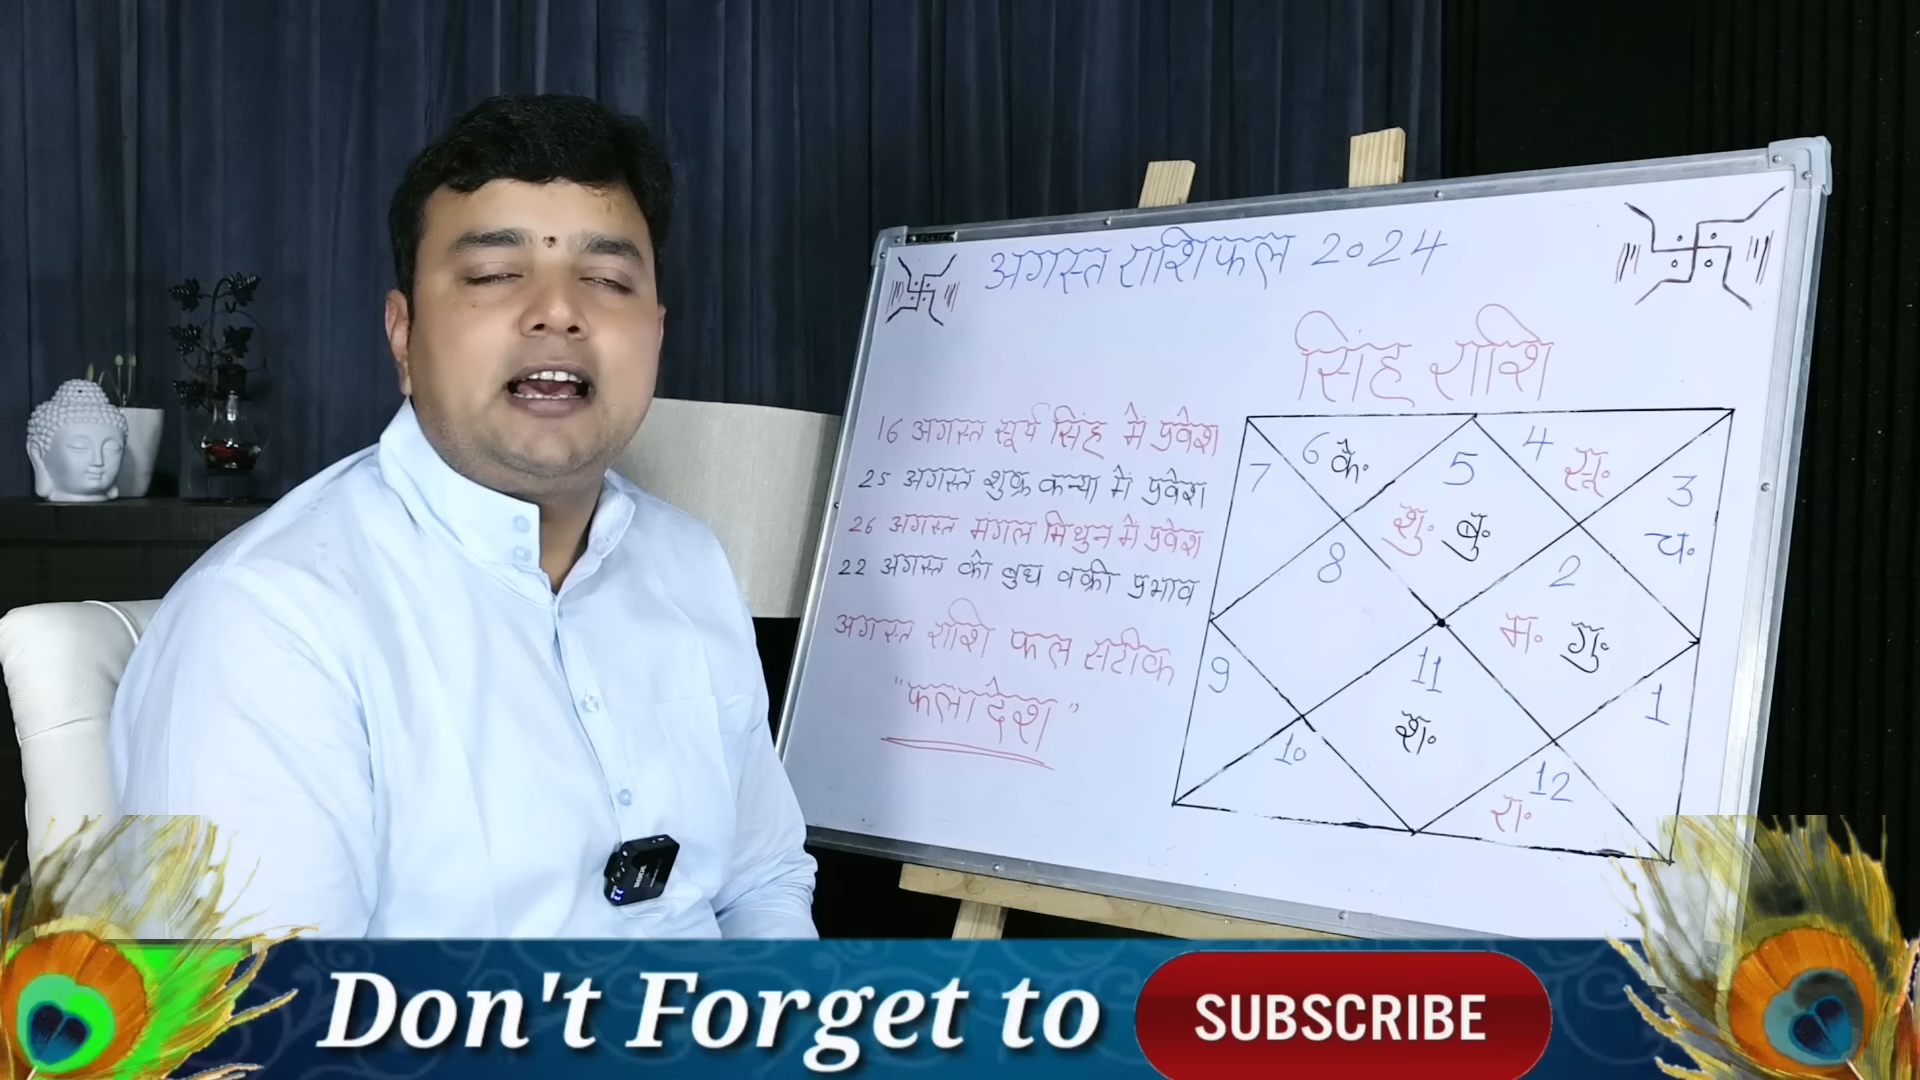 अगस्त राशिफल 2०24
सिंह राशि
16 अगस्त सूर्य सिंह में प्रवेश
25 अगस्त शुक्र कन्या में प्रवेश
26 अगस्त मंगल मिथुन में प्रवेश
22 अगस्त को बुध वक्री प्रभाव
अगस्त राशि फल सटीक
"फलादेश"
6 के॰
7
5
शु॰ बु॰
4 सू॰
3
च॰
8
2
म॰ गु॰
9
11
श॰
1
10
12
रा॰
Don't Forget to SUBSCRIBE